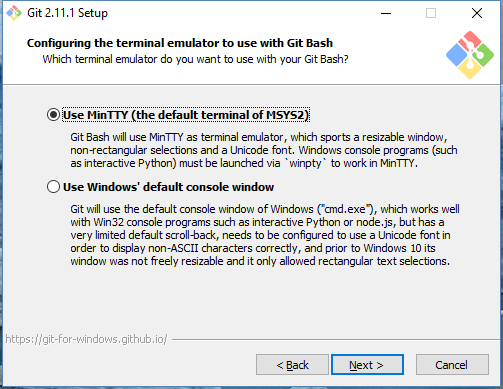 Git 2.11.1 Setup
Configuring the terminal emulator to use with Git Bash
Which terminal emulator do you want to use with your Git Bash?
Use MinTTY (the default terminal of MSYS2)
Git Bash will use MinTTY as terminal emulator, which sports a resizable window,
non-rectangular selections and a Unicode font. Windows console programs (such
as interactive Python) must be launched via `winpty` to work in MinTTY.
Use Windows' default console window
Git will use the default console window of Windows ("cmd.exe"), which works well
with Win32 console programs such as interactive Python or node.js, but has a
very limited default scroll-back, needs to be configured to use a Unicode font in
order to display non-ASCII characters correctly, and prior to Windows 10 its
window was not freely resizable and it only allowed rectangular text selections.
https://git-for-windows.github.io/
< Back
Next >
Cancel